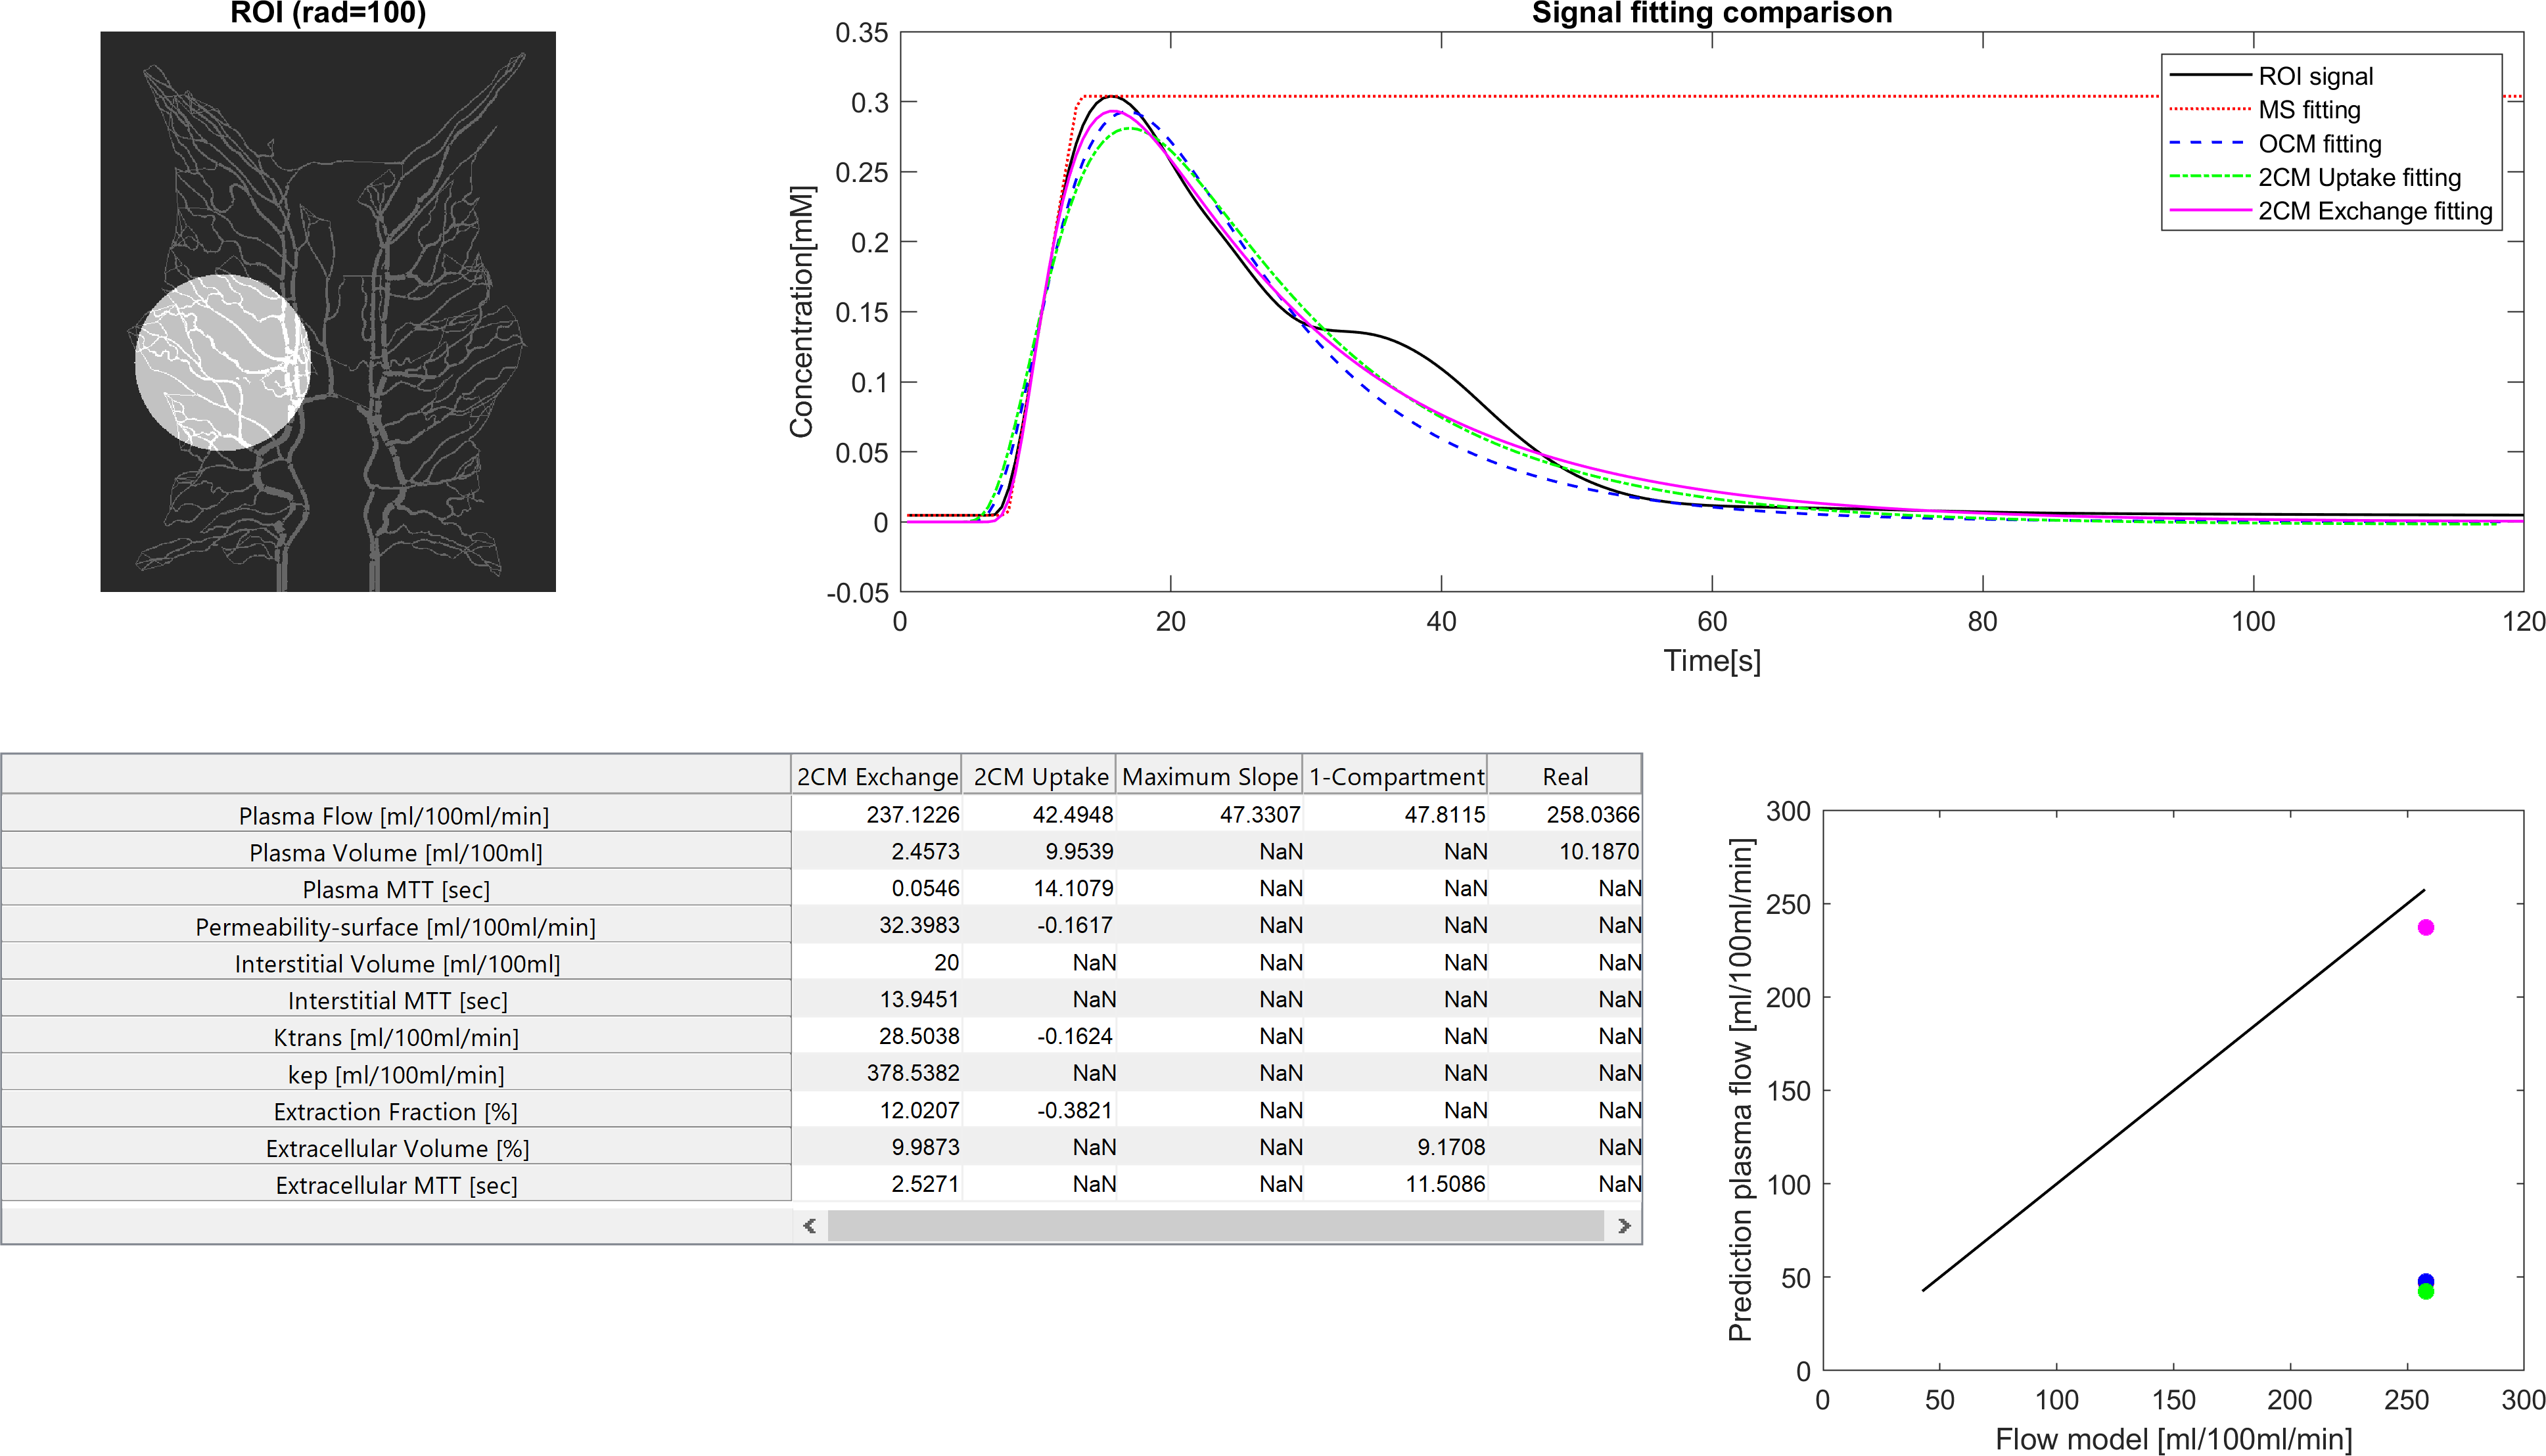 ROI (rad=100)
Signal fitting comparison
0.35
0.3
0.25
0.2
0.15
0.1
0.05
0
-0.05
Concentration[mM]
0 20 40 60 80 100 120
Time[s]
ROI signal
MS fitting
OCM fitting
2CM Uptake fitting
2CM Exchange fitting
2CM Exchange 2CM Uptake Maximum Slope 1-Compartment Real
Plasma Flow [ml/100ml/min] 237.1226 42.4948 47.3307 47.8115 258.0366
Plasma Volume [ml/100ml] 2.4573 9.9539 NaN NaN 10.1870
Plasma MTT [sec] 0.0546 14.1079 NaN NaN NaN
Permeability-surface [ml/100ml/min] 32.3983 -0.1617 NaN NaN NaN
Interstitial Volume [ml/100ml] 20 NaN NaN NaN NaN
Interstitial MTT [sec] 13.9451 NaN NaN NaN NaN
Ktrans [ml/100ml/min] 28.5038 -0.1624 NaN NaN NaN
kep [ml/100ml/min] 378.5382 NaN NaN NaN NaN
Extraction Fraction [%] 12.0207 -0.3821 NaN NaN NaN
Extracellular Volume [%] 9.9873 NaN NaN 9.1708 NaN
Extracellular MTT [sec] 2.5271 NaN NaN 11.5086 NaN
300
250
200
150
100
50
0
Prediction plasma flow [ml/100ml/min]
0 50 100 150 200 250 300
Flow model [ml/100ml/min]